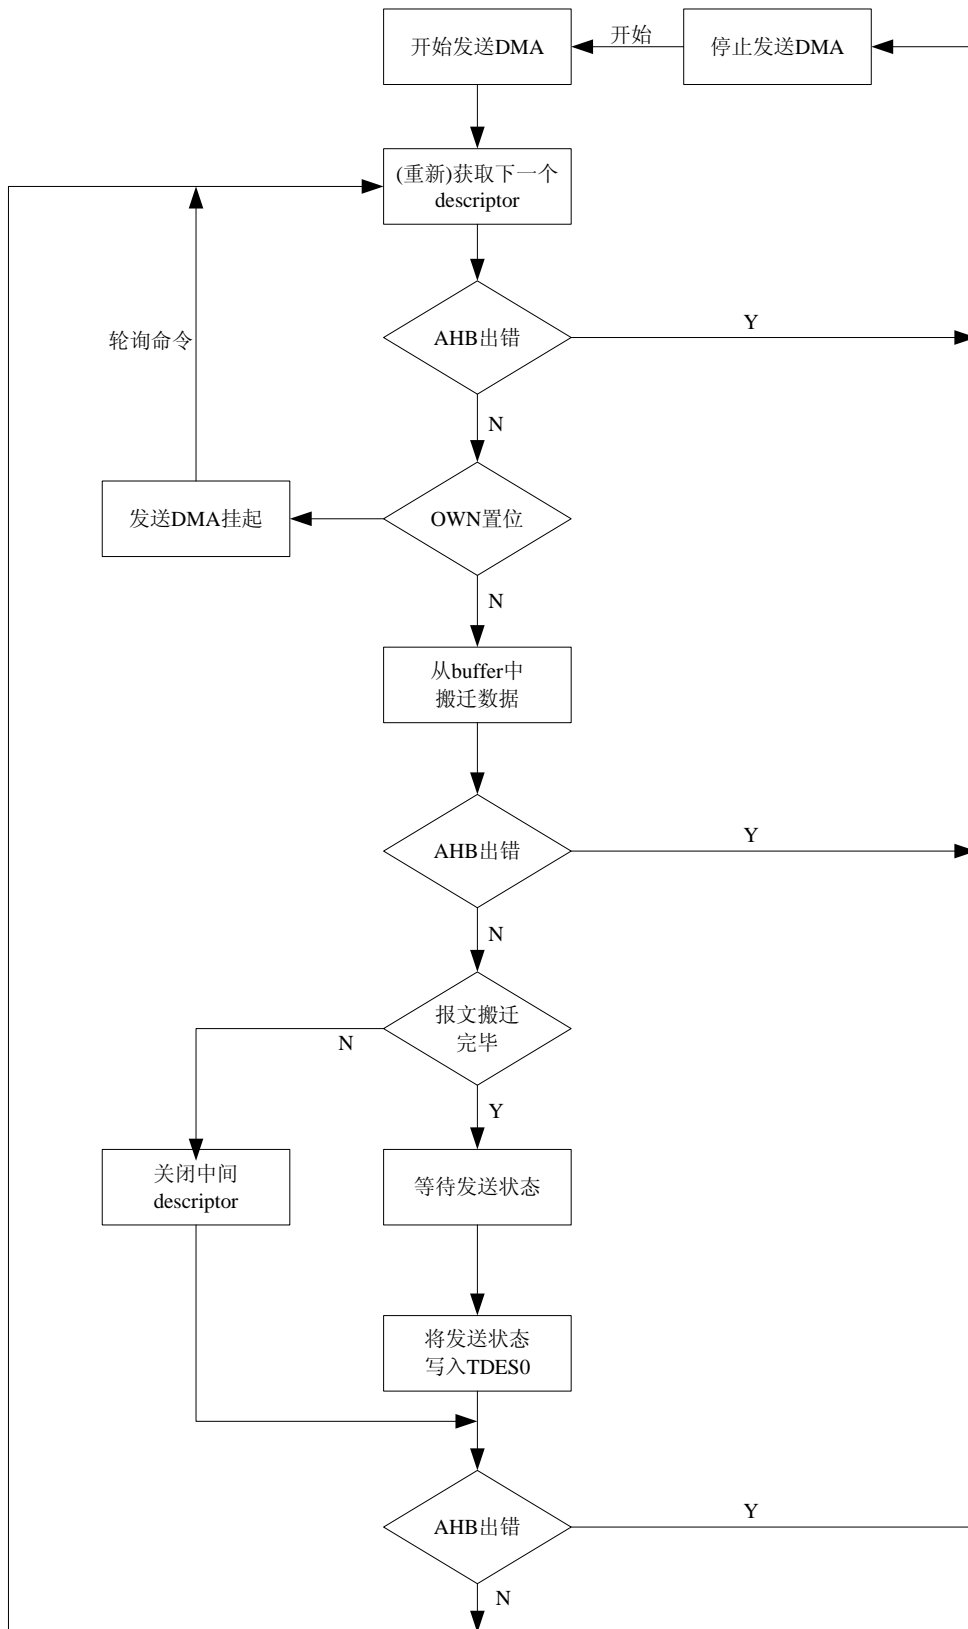 开始发送DMA
开始
停止发送DMA
(重新)获取下一个
descriptor
AHB出错
Y
轮询命令
N
发送DMA挂起
OWN置位
N
从buffer中
搬迁数据
AHB出错
Y
N
报文搬迁
完毕
N
Y
关闭中间
descriptor
等待发送状态
将发送状态
写入TDES0
AHB出错
Y
N